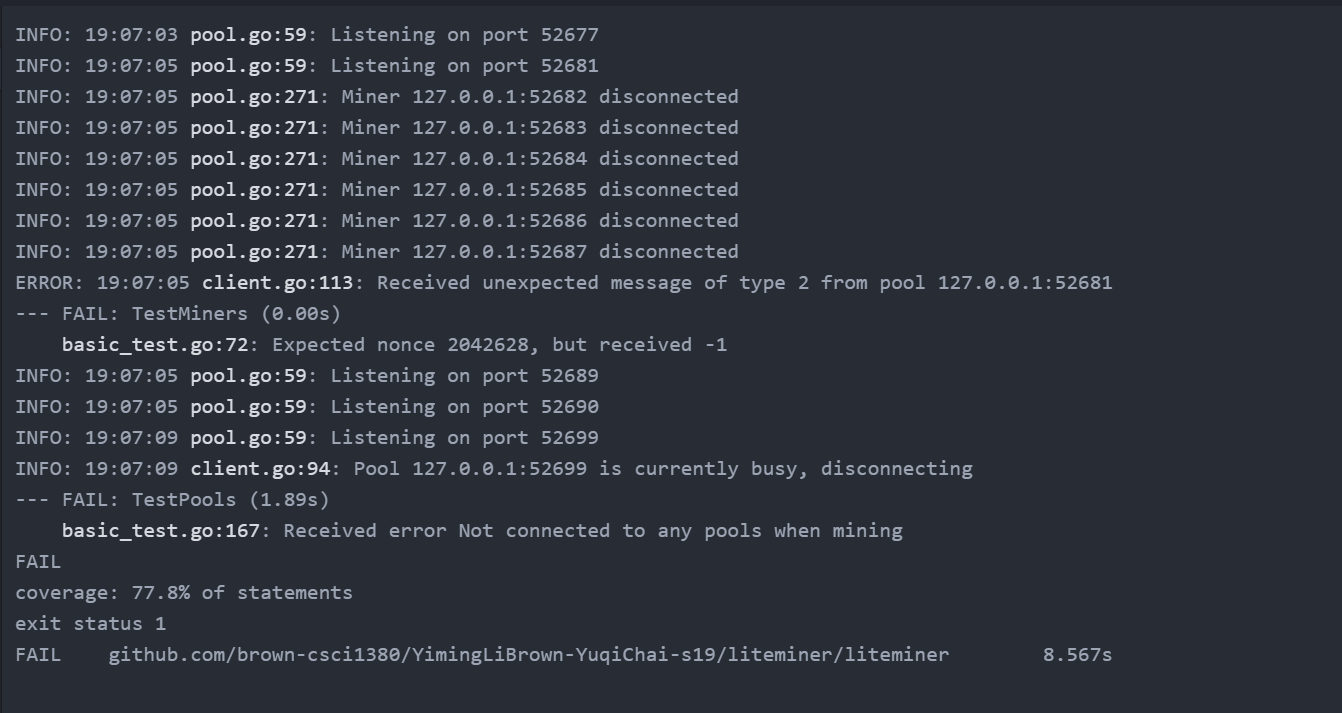 INFO: 19:07:03 pool.go:59: Listening on port 52677
INFO: 19:07:05 pool.go:59: Listening on port 52681
INFO: 19:07:05 pool.go:271: Miner 127.0.0.1:52682 disconnected
INFO: 19:07:05 pool.go:271: Miner 127.0.0.1:52683 disconnected
INFO: 19:07:05 pool.go:271: Miner 127.0.0.1:52684 disconnected
INFO: 19:07:05 pool.go:271: Miner 127.0.0.1:52685 disconnected
INFO: 19:07:05 pool.go:271: Miner 127.0.0.1:52686 disconnected
INFO: 19:07:05 pool.go:271: Miner 127.0.0.1:52687 disconnected
ERROR: 19:07:05 client.go:113: Received unexpected message of type 2 from pool 127.0.0.1:52681
--- FAIL: TestMiners (0.00s)
    basic_test.go:72: Expected nonce 2042628, but received -1
INFO: 19:07:05 pool.go:59: Listening on port 52689
INFO: 19:07:05 pool.go:59: Listening on port 52690
INFO: 19:07:09 pool.go:59: Listening on port 52699
INFO: 19:07:09 client.go:94: Pool 127.0.0.1:52699 is currently busy, disconnecting
--- FAIL: TestPools (1.89s)
    basic_test.go:167: Received error Not connected to any pools when mining
FAIL
coverage: 77.8% of statements
exit status 1
FAIL    github.com/brown-csci1380/YimingLiBrown-YuqiChai-s19/liteminer/liteminer        8.567s